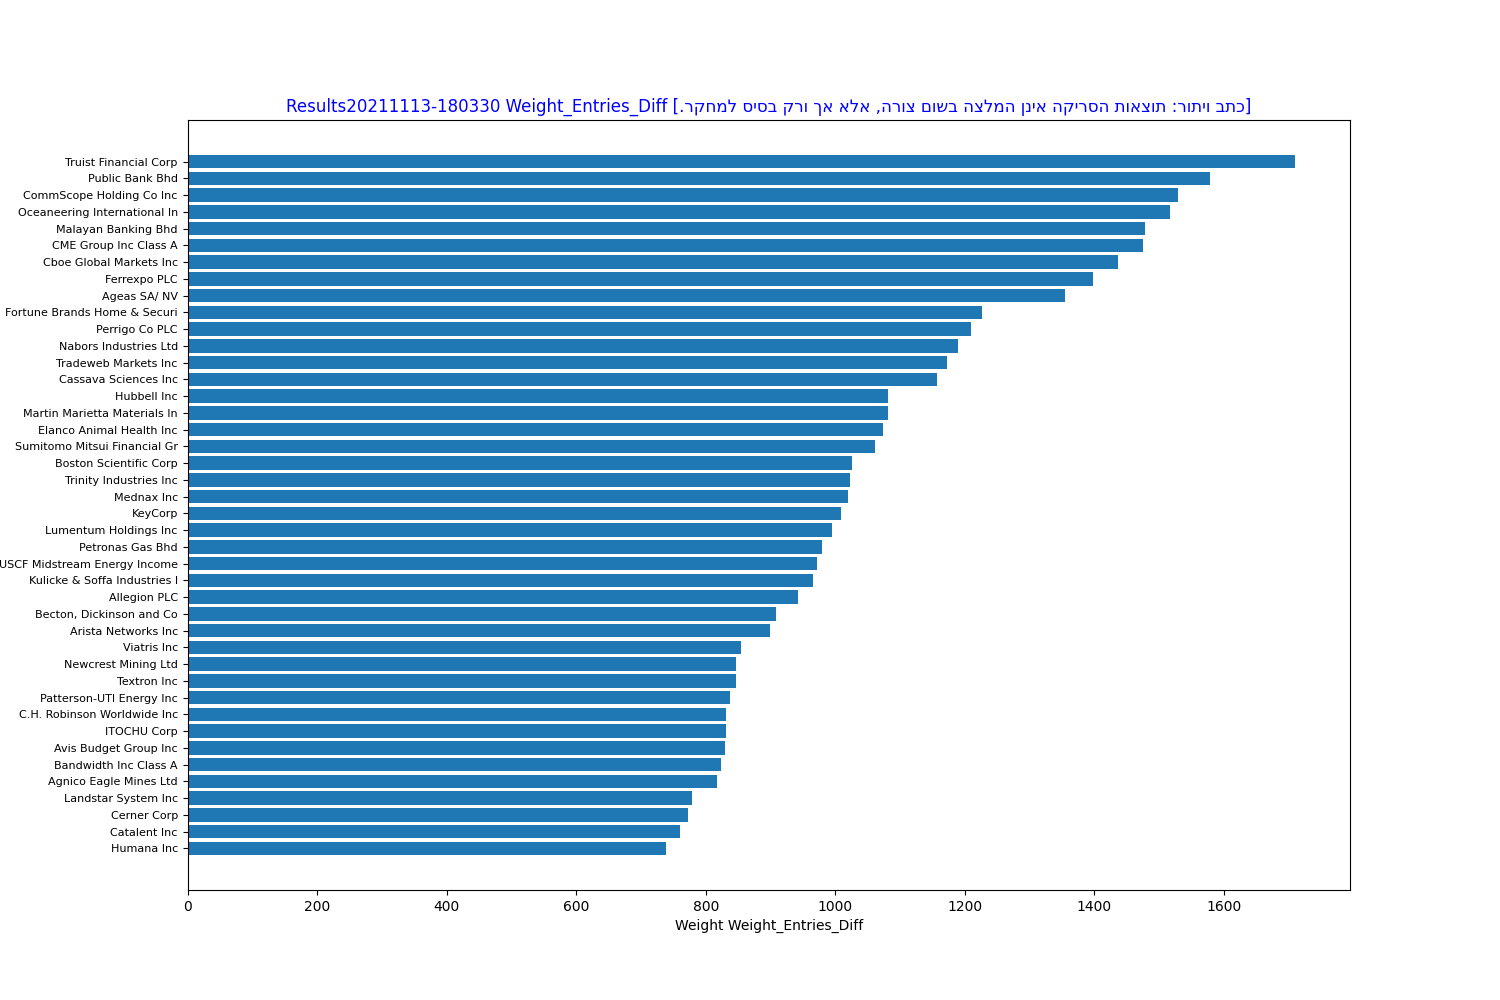 Results20211113-180330 Weight_Entries_Diff [כתב ויתור: תוצאות הסריקה אינן המלצה בשום צורה, אלא אך ורק בסיס למחקר.]
Truist Financial Corp
Public Bank Bhd
CommScope Holding Co Inc
Oceaneering International In
Malayan Banking Bhd
CME Group Inc Class A
Cboe Global Markets Inc
Ferrexpo PLC
Ageas SA/ NV
Fortune Brands Home & Securi
Perrigo Co PLC
Nabors Industries Ltd
Tradeweb Markets Inc
Cassava Sciences Inc
Hubbell Inc
Martin Marietta Materials In
Elanco Animal Health Inc
Sumitomo Mitsui Financial Gr
Boston Scientific Corp
Trinity Industries Inc
Mednax Inc
KeyCorp
Lumentum Holdings Inc
Petronas Gas Bhd
USCF Midstream Energy Income
Kulicke & Soffa Industries I
Allegion PLC
Becton, Dickinson and Co
Arista Networks Inc
Viatris Inc
Newcrest Mining Ltd
Textron Inc
Patterson-UTI Energy Inc
C.H. Robinson Worldwide Inc
ITOCHU Corp
Avis Budget Group Inc
Bandwidth Inc Class A
Agnico Eagle Mines Ltd
Landstar System Inc
Cerner Corp
Catalent Inc
Humana Inc
0 200 400 600 800 1000 1200 1400 1600
Weight Weight_Entries_Diff